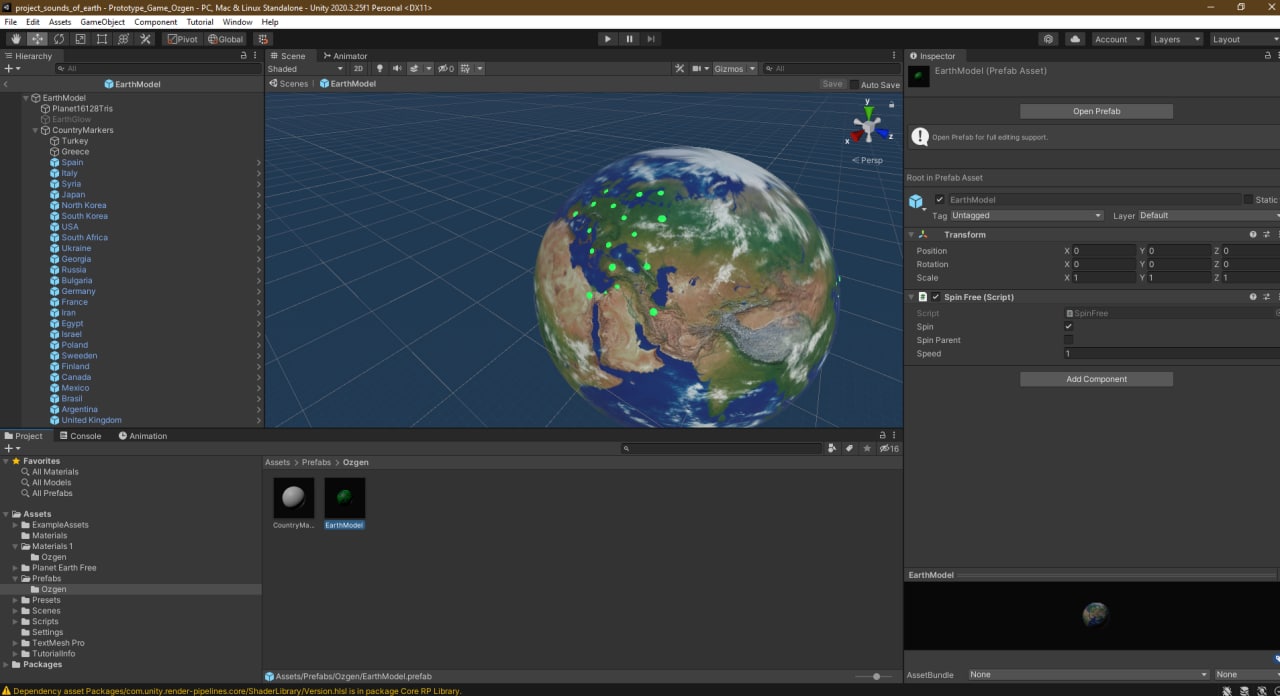 project_sounds_of_earth - Prototype_Game_Ozgen - PC, Mac & Linux Standalone - Unity 2020.3.25f1 Personal <DX11>
File Edit Assets GameObject Component Tutorial Window Help
Pivot Global Account Layers Layout
Hierarchy
All
EarthModel
EarthModel
Planet16128Tris
EarthGlow
CountryMarkers
Turkey
Greece
Spain
Italy
Syria
Japan
North Korea
South Korea
USA
South Africa
Ukraine
Georgia
Russia
Bulgaria
Germany
France
Iran
Egypt
Israel
Poland
Sweeden
Finland
Canada
Mexico
Brasil
Argentina
United Kingdom
Scene Animator
Shaded 2D 0 Gizmos All
Scenes EarthModel Save Auto Save
y
x z
Persp
Inspector
EarthModel (Prefab Asset)
Open Prefab
Open Prefab for full editing support.
Root in Prefab Asset
EarthModel Static
Tag Untagged Layer Default
Transform
Position X 0 Y 0 Z 0
Rotation X 0 Y 0 Z 0
Scale X 1 Y 1 Z 1
Spin Free (Script)
Script SpinFree
Spin
Spin Parent
Speed 1
Add Component
Project Console Animation
16
Favorites
All Materials
All Models
All Prefabs
Assets
ExampleAssets
Materials
Materials 1
Ozgen
Planet Earth Free
Prefabs
Ozgen
Presets
Scenes
Scripts
Settings
TextMesh Pro
TutorialInfo
Packages
Assets > Prefabs > Ozgen
CountryMa... EarthModel
Assets/Prefabs/Ozgen/EarthModel.prefab
EarthModel
AssetBundle None None
Dependency asset Packages/com.unity.render-pipelines.core/ShaderLibrary/Version.hlsl is in package Core RP Library.